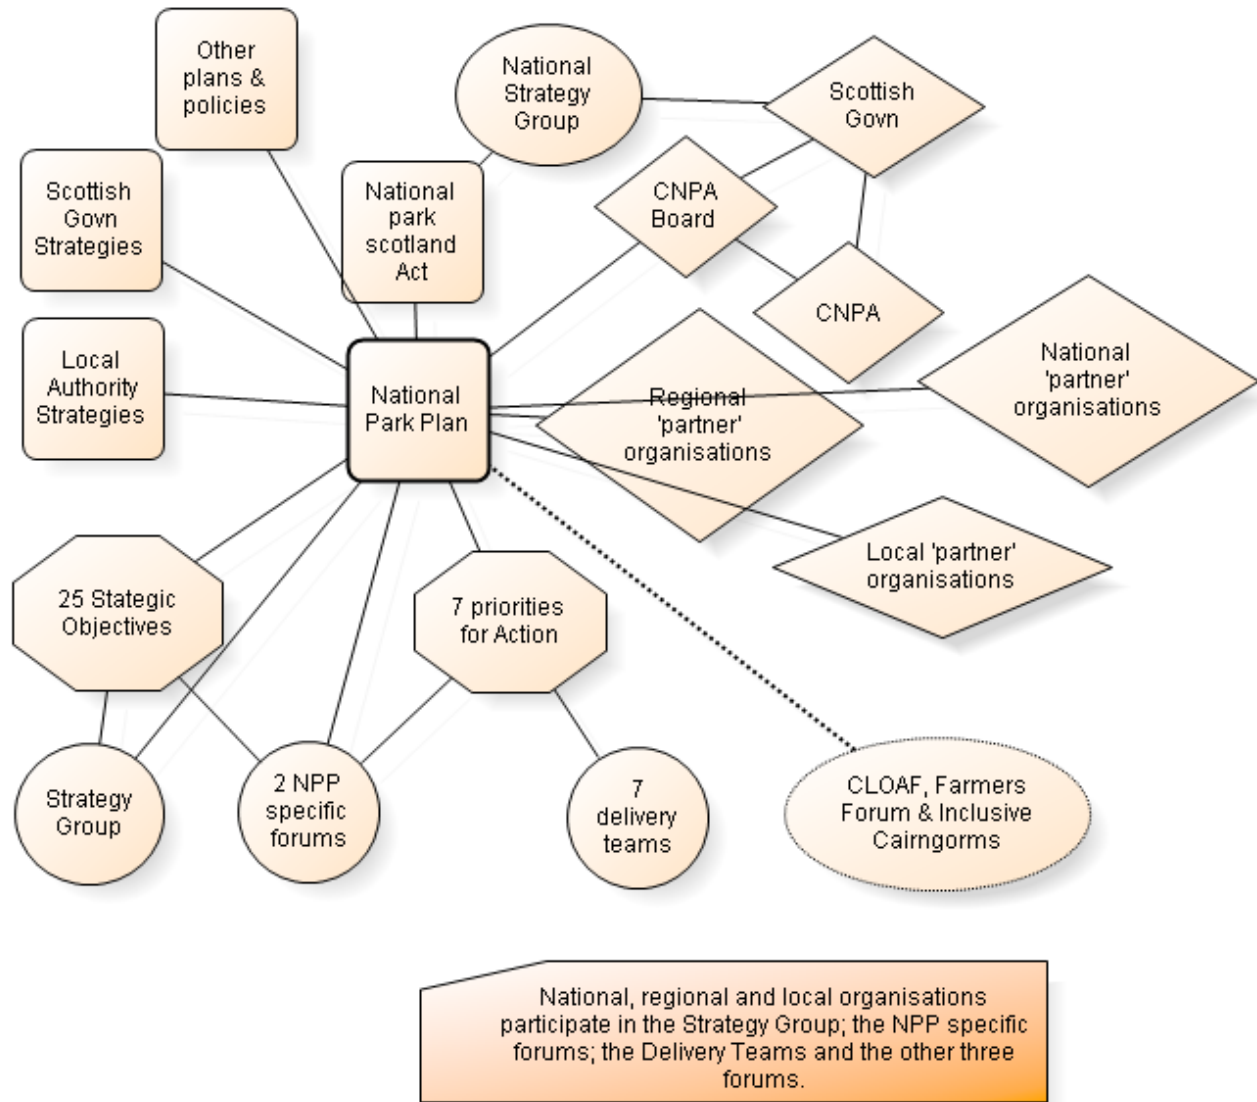 Other
plans &
policies
National
Strategy
Group
Scottish
Govn
Scottish
Govn
Strategies
National
park
scotland
Act
CNPA
Board
CNPA
Local
Authority
Strategies
National
Park Plan
Regional
'partner'
organisations
National
'partner'
organisations
Local 'partner'
organisations
25 Stategic
Objectives
7 priorities
for Action
Strategy
Group
2 NPP
specific
forums
7
delivery
teams
CLOAF, Farmers
Forum & Inclusive
Cairngorms
National, regional and local organisations
participate in the Strategy Group; the NPP specific
forums; the Delivery Teams and the other three
forums.